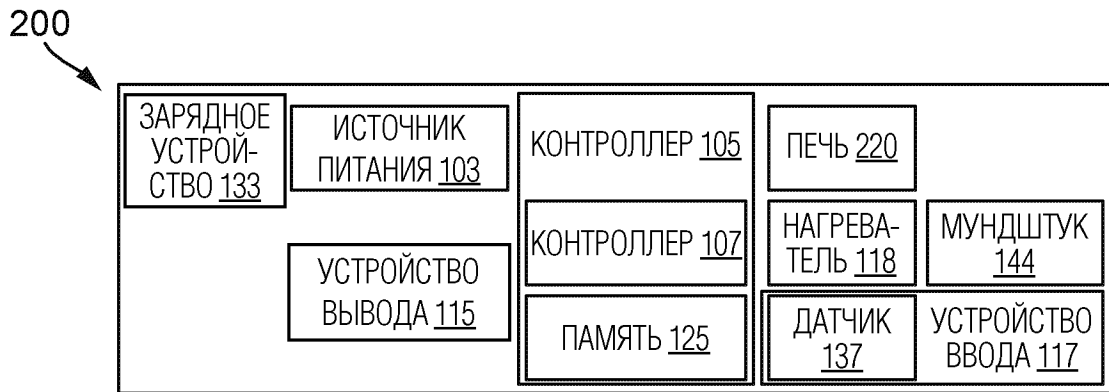 200
ЗАРЯДНОЕ
УСТРОЙ-
СТВО 133
ИСТОЧНИК
ПИТАНИЯ 103
УСТРОЙСТВО
ВЫВОДА 115
КОНТРОЛЛЕР 105
КОНТРОЛЛЕР 107
ПАМЯТЬ 125
ПЕЧЬ 220
НАГРЕВА-
ТЕЛЬ 118
МУНДШТУК
144
ДАТЧИК
137
УСТРОЙСТВО
ВВОДА 117